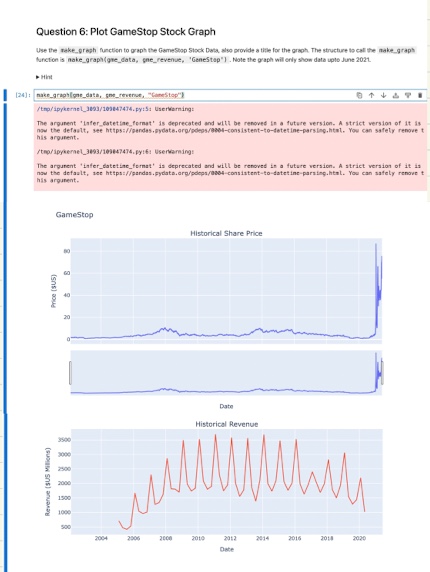 Question 6: Plot GameStop Stock Graph
Use the make_graph function to graph the GameStop Stock Data, also provide a title for the graph. The structure to call the make_graph
function is make_graph(gme_data, gme_revenue, 'GameStop') . Note the graph will only show data upto June 2021.
▸ Hint
[24]: make_graph(gme_data, gme_revenue, "GameStop")
/tmp/ipykernel_3093/109047474.py:5: UserWarning:
The argument 'infer_datetime_format' is deprecated and will be removed in a future version. A strict version of it is
now the default, see https://pandas.pydata.org/pdeps/0004-consistent-to-datetime-parsing.html. You can safely remove t
his argument.
/tmp/ipykernel_3093/109047474.py:6: UserWarning:
The argument 'infer_datetime_format' is deprecated and will be removed in a future version. A strict version of it is
now the default, see https://pandas.pydata.org/pdeps/0004-consistent-to-datetime-parsing.html. You can safely remove t
his argument.
GameStop
Historical Share Price
Price ($US)
80
60
40
20
0
Date
Historical Revenue
Revenue ($US Millions)
3500
3000
2500
2000
1500
1000
500
2004 2006 2008 2010 2012 2014 2016 2018 2020
Date